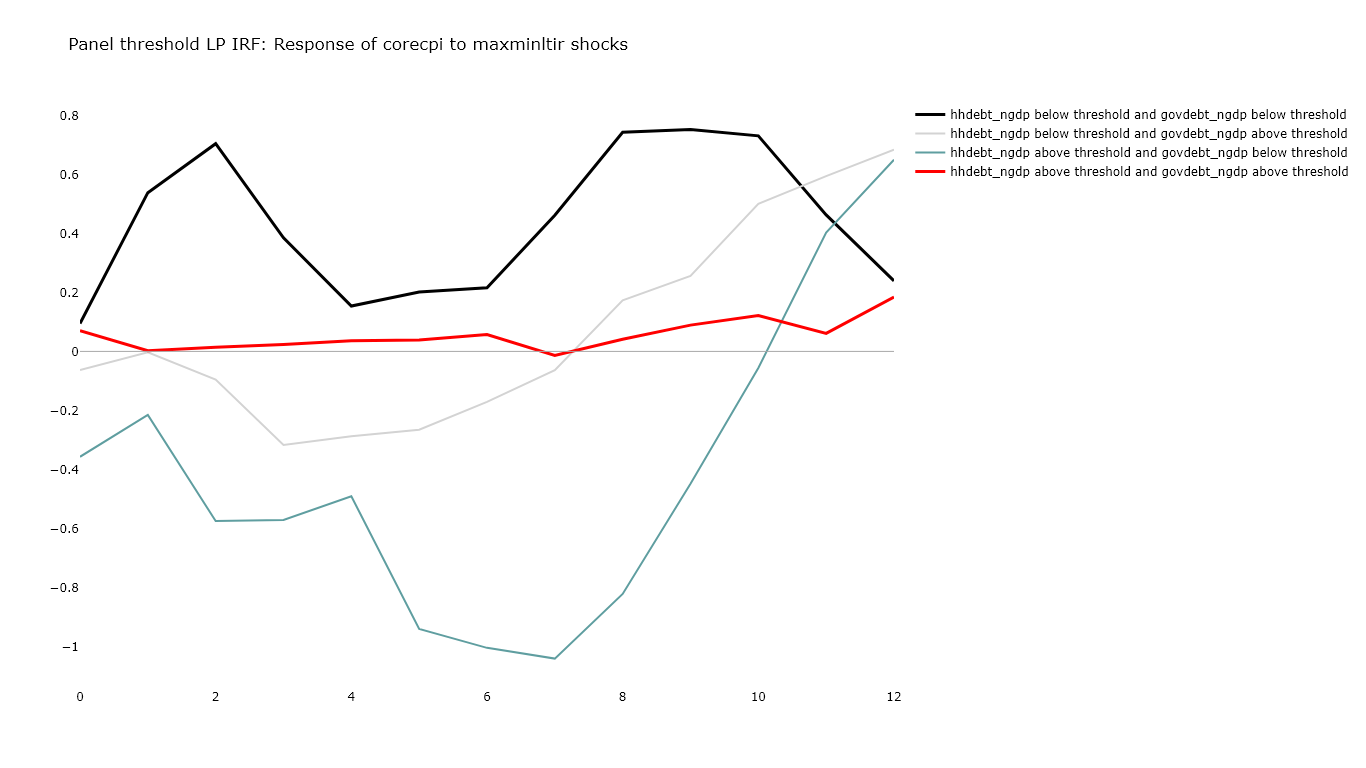 Panel threshold LP IRF: Response of corecpi to maxminltir shocks
hhdebt_ngdp below threshold and govdebt_ngdp below threshold
hhdebt_ngdp below threshold and govdebt_ngdp above threshold
hhdebt_ngdp above threshold and govdebt_ngdp below threshold
hhdebt_ngdp above threshold and govdebt_ngdp above threshold
0.8
0.6
0.4
0.2
0
−0.2
−0.4
−0.6
−0.8
−1
0 2 4 6 8 10 12